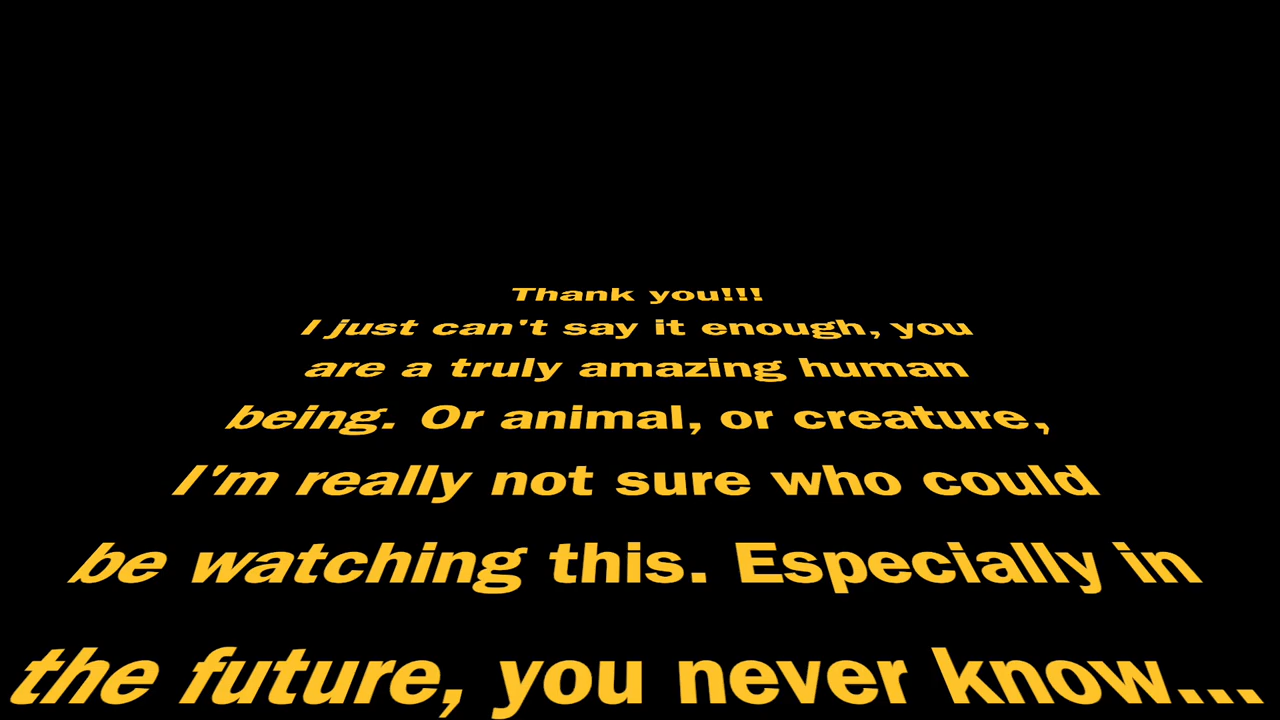 Thank you!!!
I just can't say it enough, you
are a truly amazing human
being. Or animal, or creature,
I'm really not sure who could
be watching this. Especially in
the future, you never know...